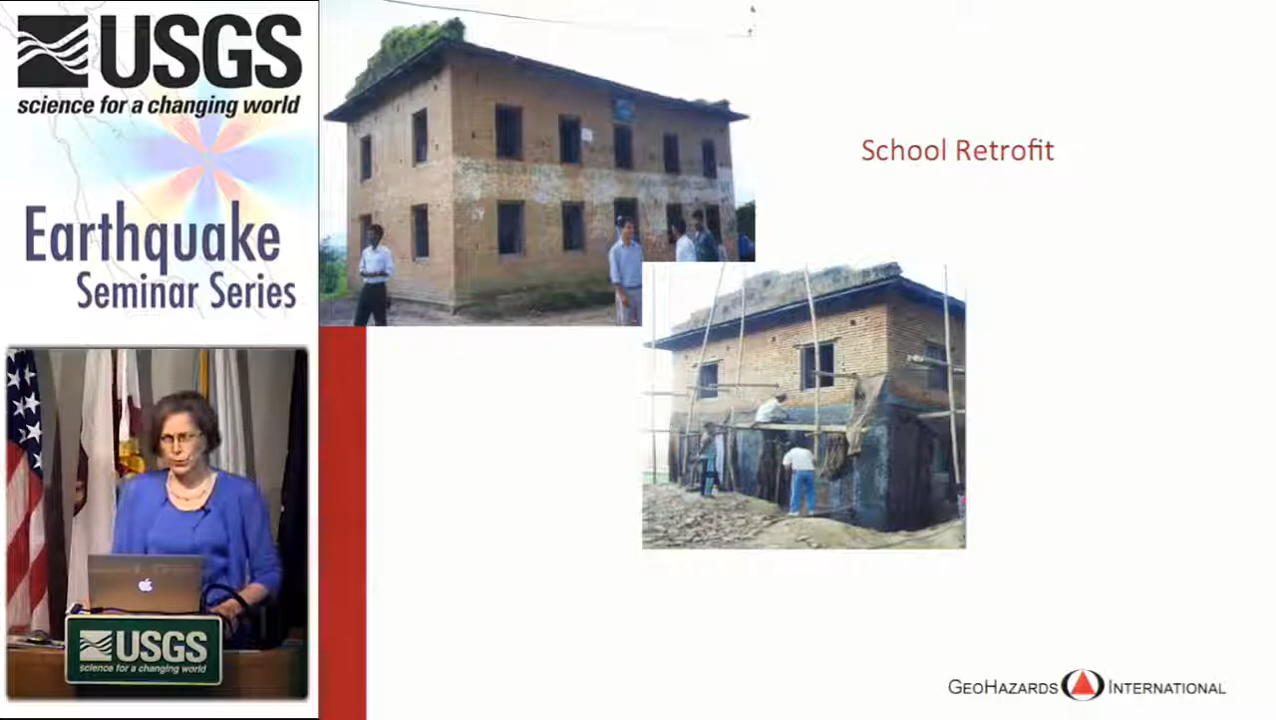 USGS
science for a changing world
Earthquake
Seminar Series
School Retrofit
USGS
science for a changing world
GEOHAZARDS INTERNATIONAL